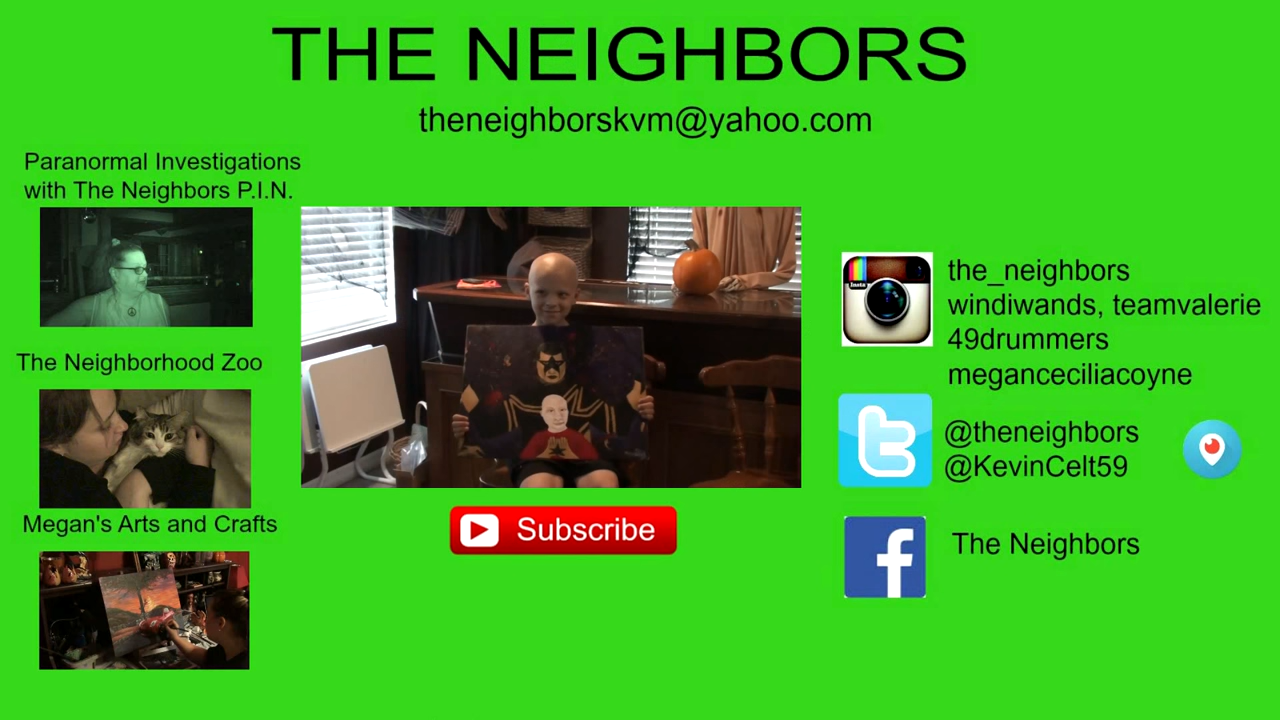 THE NEIGHBORS
theneighborskvm@yahoo.com
Paranormal Investigations
with The Neighbors P.I.N.
The Neighborhood Zoo
Megan's Arts and Crafts
Subscribe
Insta
the_neighbors
windiwands, teamvalerie
49drummers
meganceciliacoyne
@theneighbors
@KevinCelt59
The Neighbors